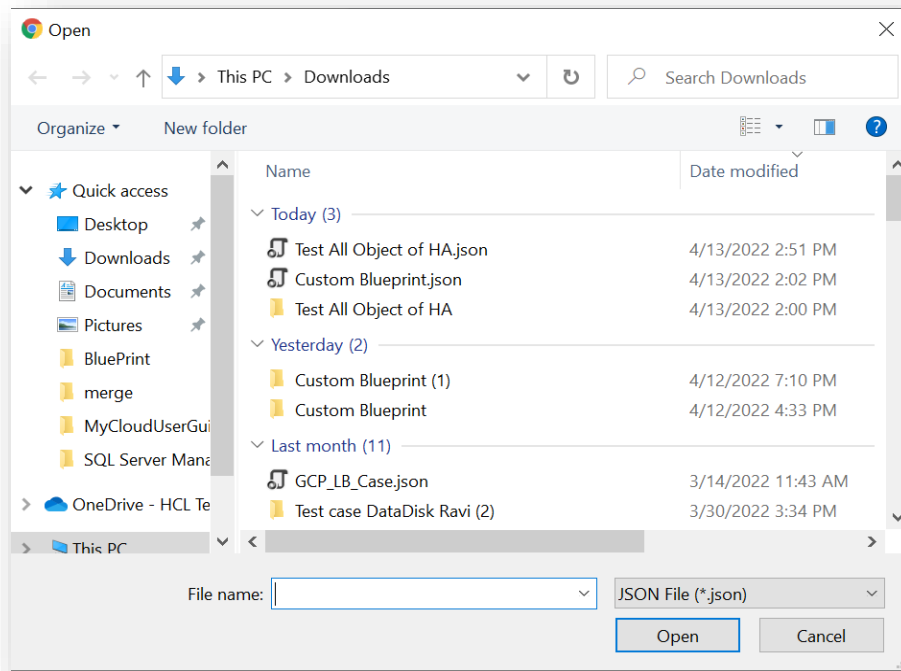 Open
This PC > Downloads
Search Downloads
Organize
New folder
?
Quick access
Desktop
Downloads
Documents
Pictures
BluePrint
merge
MyCloudUserGui
SQL Server Mana
OneDrive - HCL Te
This PC
Name Date modified
Today (3)
Test All Object of HA.json 4/13/2022 2:51 PM
Custom Blueprint.json 4/13/2022 2:02 PM
Test All Object of HA 4/13/2022 2:00 PM
Yesterday (2)
Custom Blueprint (1) 4/12/2022 7:10 PM
Custom Blueprint 4/12/2022 4:33 PM
Last month (11)
GCP_LB_Case.json 3/14/2022 11:43 AM
Test case DataDisk Ravi (2) 3/30/2022 3:34 PM
File name: JSON File (*.json)
Open Cancel